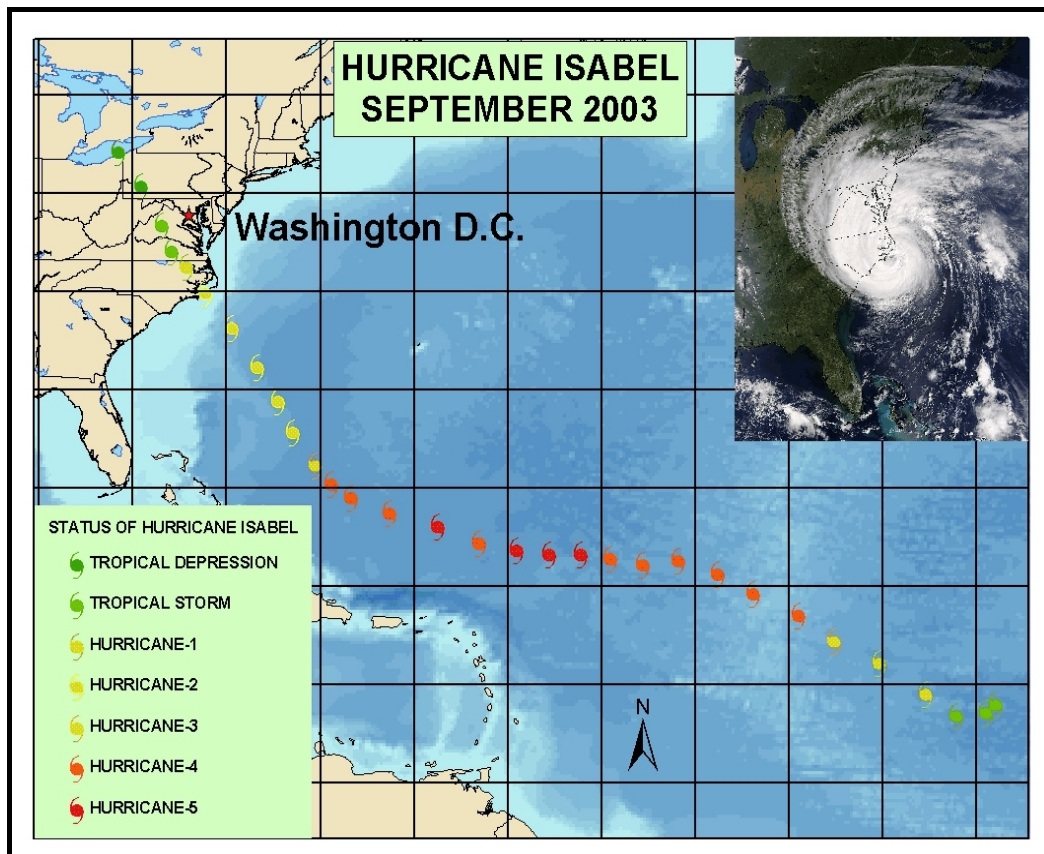 HURRICANE ISABEL
SEPTEMBER 2003
Washington D.C.
STATUS OF HURRICANE ISABEL
TROPICAL DEPRESSION
TROPICAL STORM
HURRICANE-1
HURRICANE-2
HURRICANE-3
HURRICANE-4
HURRICANE-5
N